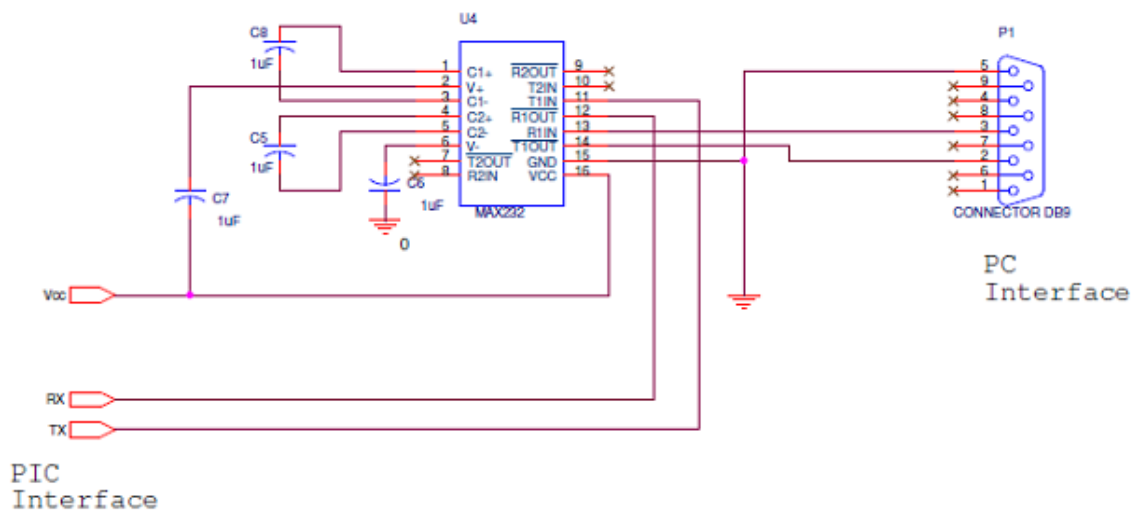 U4
C8
1uF
1 C1+ R2OUT 9
2 V+ T2IN 10
3 C1- T1IN 11
4 C2+ R1OUT 12
5 C2- R1IN 13
6 V- T1OUT 14
7 T2OUT GND 15
8 R2IN VCC 16
MAX232
C5
1uF
C6
1uF
0
C7
1uF
P1
5
9
4
8
3
7
2
6
1
CONNECTOR DB9
PC
Interface
Vcc
RX
TX
PIC
Interface